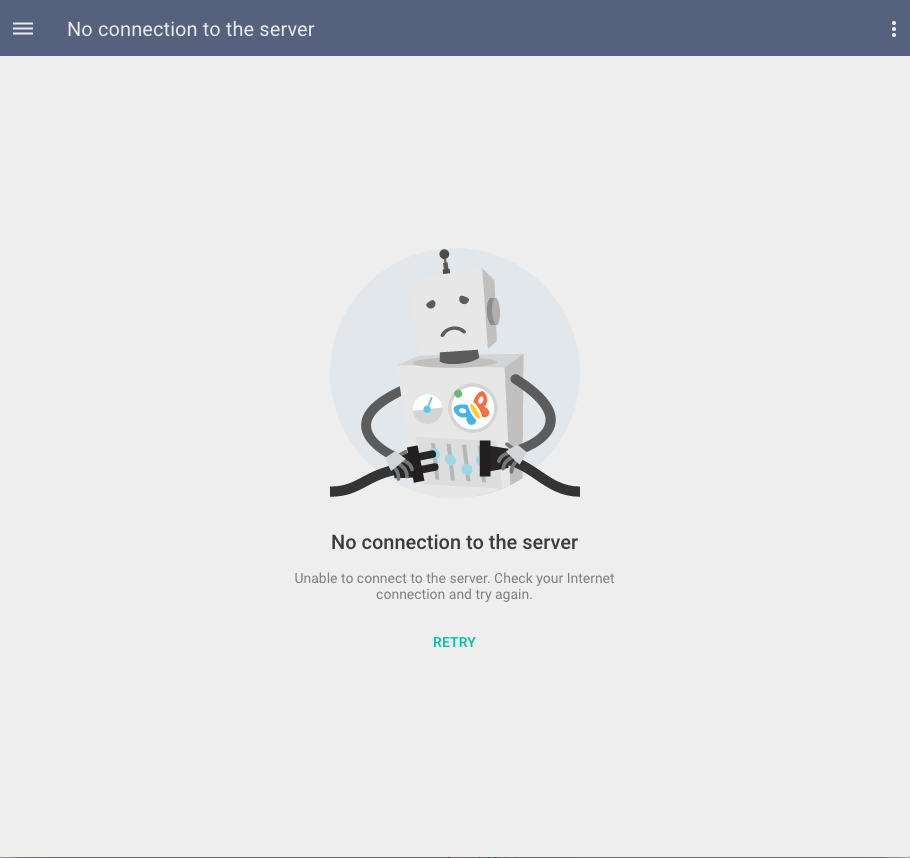 No connection to the server
No connection to the server
Unable to connect to the server. Check your Internet
connection and try again.
RETRY